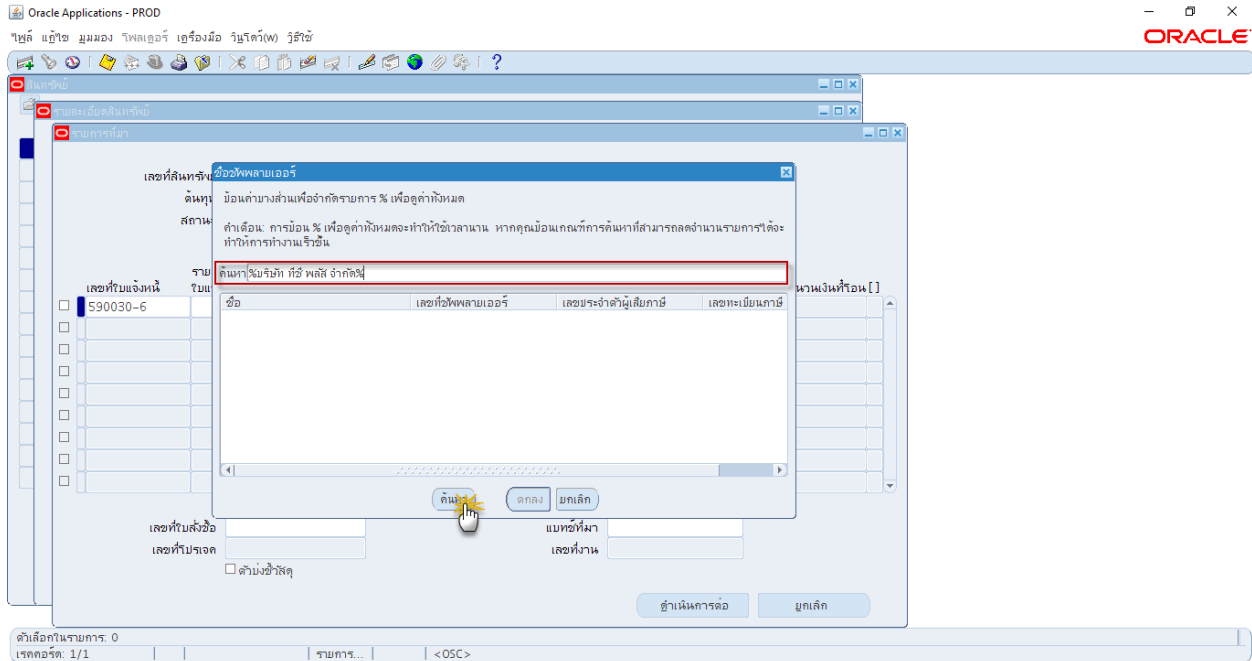 Oracle Applications - PROD
ไฟล์ แก้ไข มุมมอง โฟลเดอร์ เครื่องมือ วินโดว์(W) วิธีใช้
ORACLE
สินทรัพย์
รายละเอียดสินทรัพย์
รายการที่มา
เลขที่สินทรัพ
ชื่อซัพพลายเออร์
ต้นทุ
ป้อนค่าบางส่วนเพื่อจำกัดรายการ % เพื่อดูค่าทั้งหมด
สถาน
คำเตือน: การป้อน % เพื่อดูค่าทั้งหมดจะทำให้ใช้เวลานาน หากคุณป้อนเกณฑ์การค้นหาที่สามารถลดจำนวนรายการได้จะ
ทำให้การทำงานเร็วขึ้น
ราย
ค้นหา %บริษัท ทีซี พลัส จำกัด%
เลขที่ใบแจ้งหนี้ ใบแ นวนเงินที่โอน [ ]
ชื่อ เลขที่ซัพพลายเออร์ เลขประจำตัวผู้เสียภาษี เลขทะเบียนภาษี
590030-6
ค้นหา ตกลง ยกเลิก
เลขที่ใบสั่งซื้อ แบทช์ที่มา
เลขที่โปรเจค เลขที่งาน
ตัวบ่งชี้วัสดุ
ดำเนินการต่อ ยกเลิก
ตัวเลือกในรายการ: 0
เรคคอร์ด: 1/1 รายการ... <OSC>